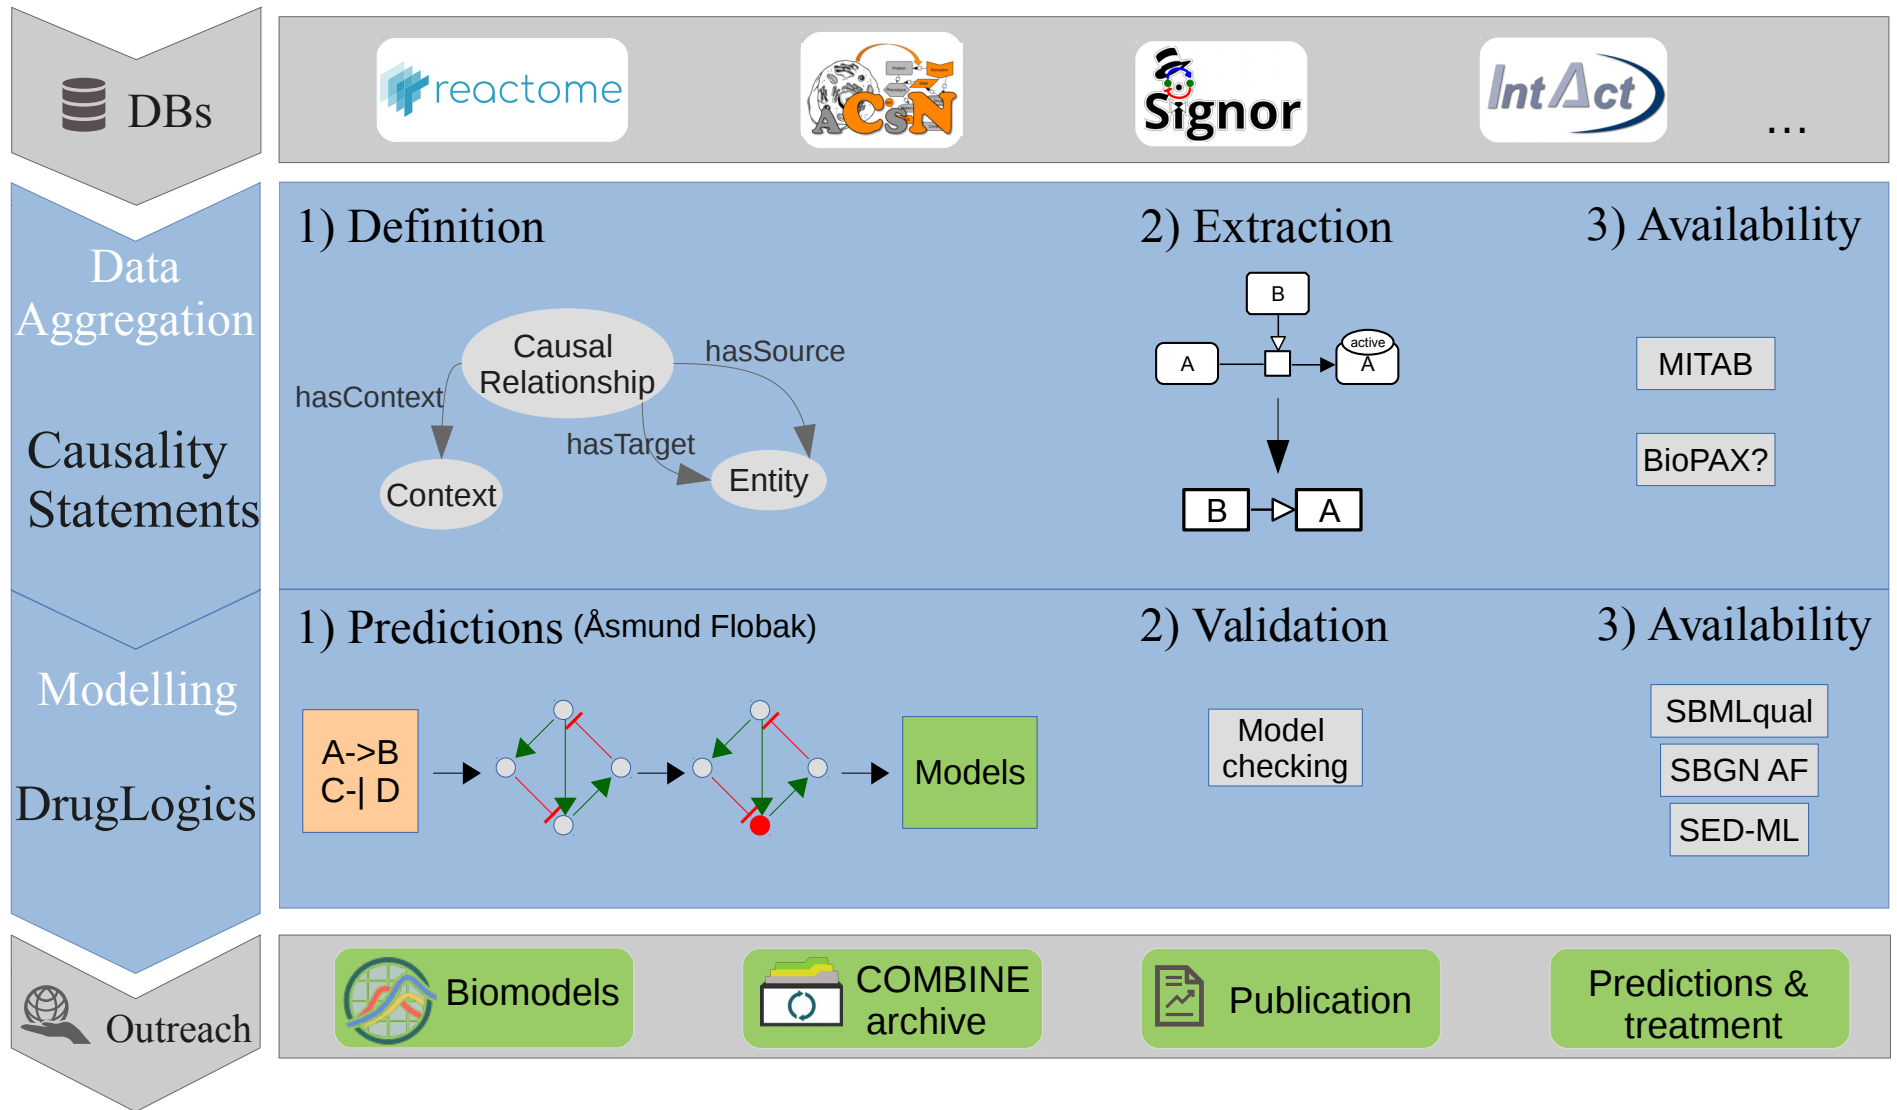 DBs
reactome
ACSN
Signor
IntAct
...
Data
Aggregation
Causality
Statements
1) Definition
Causal
Relationship
hasSource
hasContext
hasTarget
Context
Entity
2) Extraction
B
A
active
A
B
A
3) Availability
MITAB
BioPAX?
Modelling
DrugLogics
1) Predictions (Åsmund Flobak)
A->B
C-| D
Models
2) Validation
Model
checking
3) Availability
SBMLqual
SBGN AF
SED-ML
Outreach
Biomodels
COMBINE
archive
Publication
Predictions &
treatment